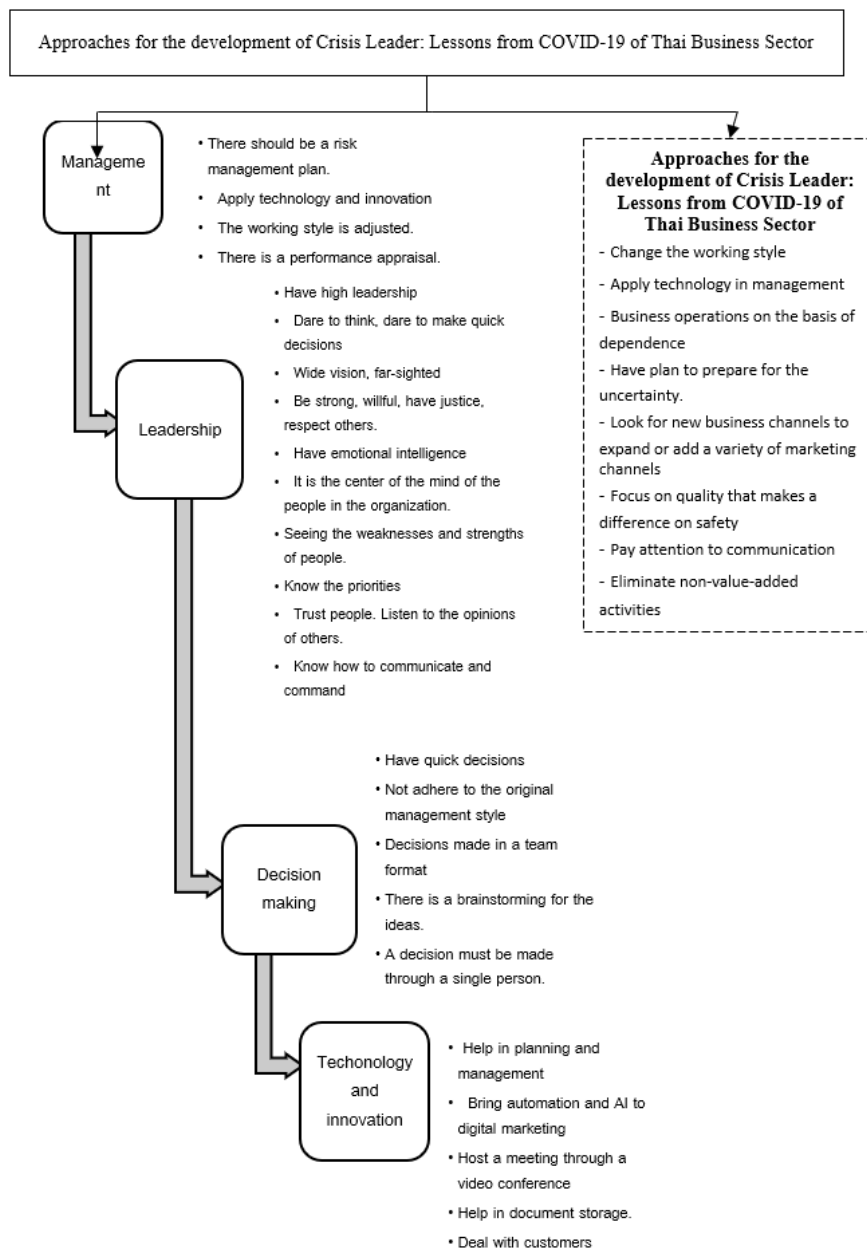 Approaches for the development of Crisis Leader: Lessons from COVID-19 of Thai Business Sector
Manageme
nt
• There should be a risk
management plan.
• Apply technology and innovation
• The working style is adjusted.
• There is a performance appraisal.
Leadership
• Have high leadership
• Dare to think, dare to make quick
decisions
• Wide vision, far-sighted
• Be strong, willful, have justice,
respect others.
• Have emotional intelligence
• It is the center of the mind of the
people in the organization.
• Seeing the weaknesses and strengths
of people.
• Know the priorities
• Trust people. Listen to the opinions
of others.
• Know how to communicate and
command
Decision
making
• Have quick decisions
• Not adhere to the original
management style
• Decisions made in a team
format
• There is a brainstorming for the
ideas.
• A decision must be made
through a single person.
Techonology
and
innovation
• Help in planning and
management
• Bring automation and AI to
digital marketing
• Host a meeting through a
video conference
• Help in document storage.
• Deal with customers
Approaches for the
development of Crisis Leader:
Lessons from COVID-19 of
Thai Business Sector
- Change the working style
- Apply technology in management
- Business operations on the basis of
dependence
- Have plan to prepare for the
uncertainty.
- Look for new business channels to
expand or add a variety of marketing
channels
- Focus on quality that makes a
difference on safety
- Pay attention to communication
- Eliminate non-value-added
activities